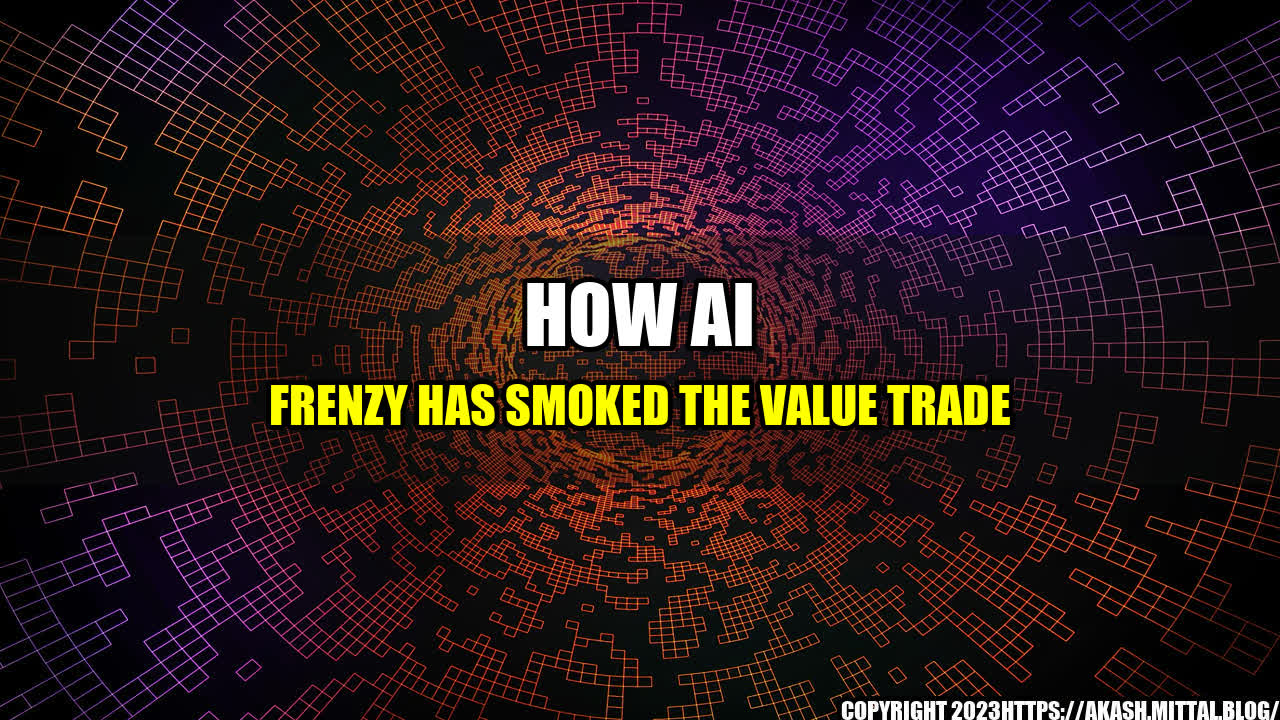 HOW AI
FRENZY HAS SMOKED THE VALUE TRADE
COPYRIGHT 2023HTTPS://AKASH.MITTAL.BLOG/